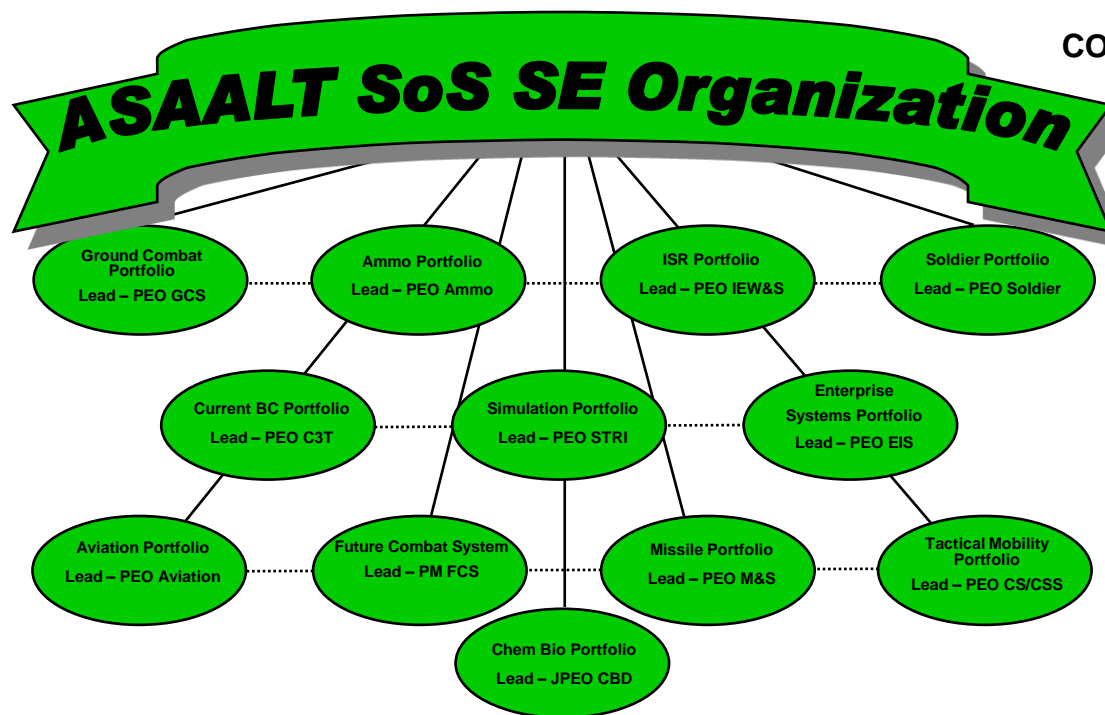 CO
ASAALT SoS SE Organization
Ground Combat
Portfolio
Lead – PEO GCS
Ammo Portfolio
Lead – PEO Ammo
ISR Portfolio
Lead – PEO IEW&S
Soldier Portfolio
Lead – PEO Soldier
Current BC Portfolio
Lead – PEO C3T
Simulation Portfolio
Lead – PEO STRI
Enterprise
Systems Portfolio
Lead – PEO EIS
Aviation Portfolio
Lead – PEO Aviation
Future Combat System
Lead – PM FCS
Missile Portfolio
Lead – PEO M&S
Tactical Mobility
Portfolio
Lead – PEO CS/CSS
Chem Bio Portfolio
Lead – JPEO CBD